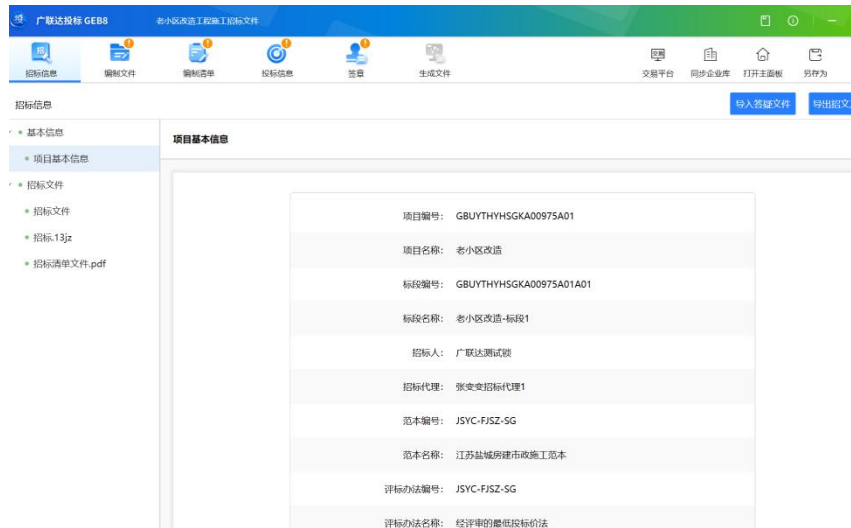 投 广联达投标 GEB8 老小区改造工程施工招标文件
招标信息 编制文件 编制清单 投标信息 签章 生成文件 交易平台 同步企业库 打开主面板 另存为
招标信息 导入答疑文件 导出招文
基本信息
项目基本信息
项目基本信息
招标文件
招标文件
招标.13jz
招标清单文件.pdf
项目编号: GBUYTHYHSGKA00975A01
项目名称: 老小区改造
标段编号: GBUYTHYHSGKA00975A01A01
标段名称: 老小区改造-标段1
招标人: 广联达测试锁
招标代理: 张变变招标代理1
范本编号: JSYC-FJSZ-SG
范本名称: 江苏盐城房建市政施工范本
评标办法编号: JSYC-FJSZ-SG
评标办法名称: 经评审的最低投标价法